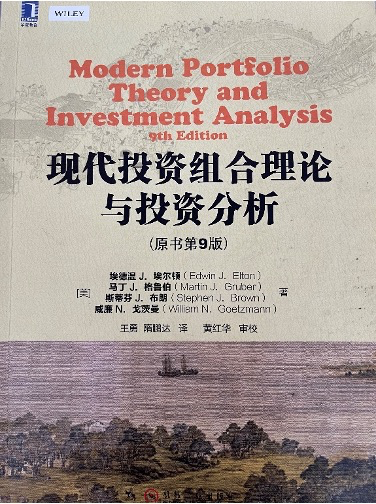 WILEY
Modern Portfolio
Theory and
Investment Analysis
9th Edition
现代投资组合理论
与投资分析
(原书第9版)
埃德温 J. 埃尔顿 (Edwin J. Elton)
马丁 J. 格鲁伯 (Martin J. Gruber)
[美]
斯蒂芬 J. 布朗 (Stephen J. Brown)
著
威廉 N. 戈茨曼 (William N. Goetzmann)
王勇 隋鹏达 译 黄红华 审校